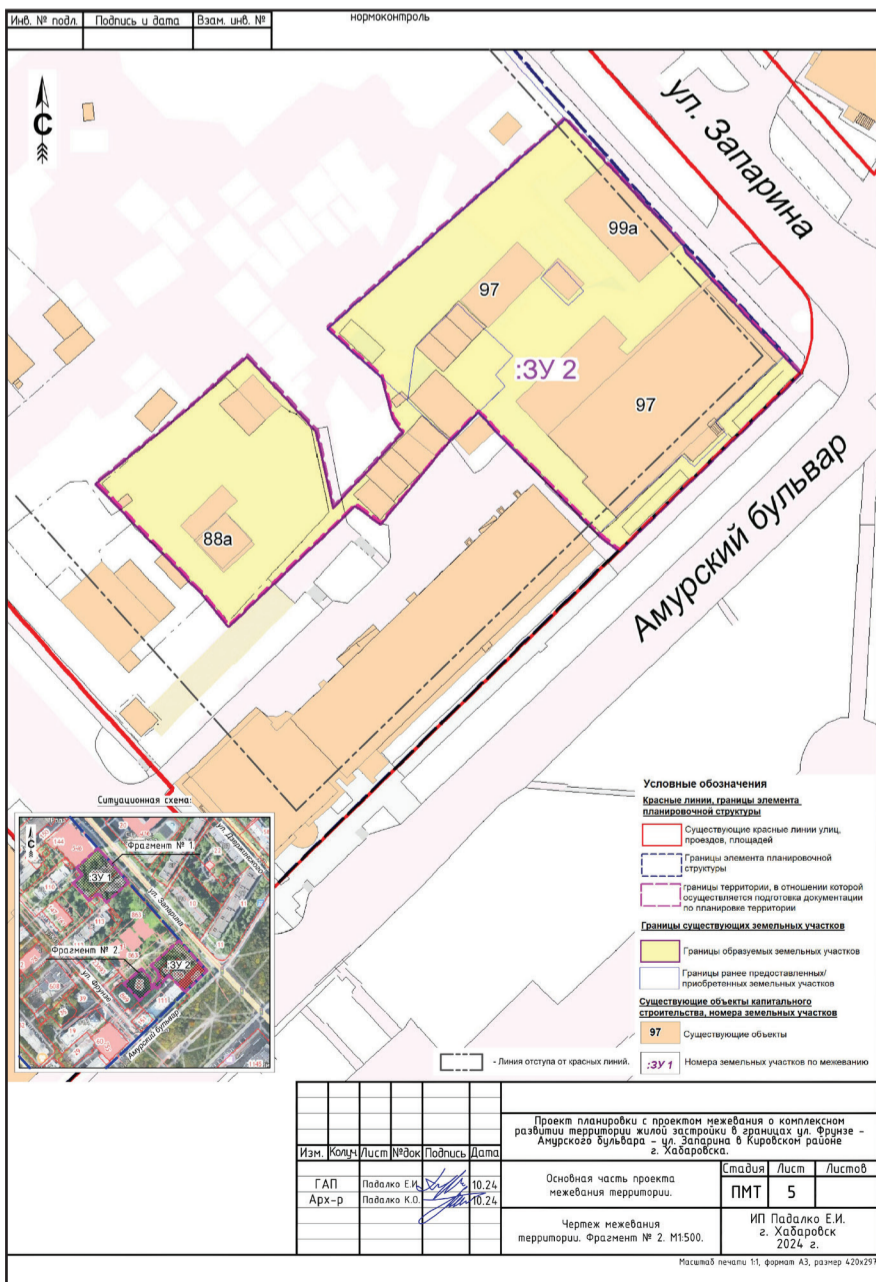 Инв. № подл.
Подпись и дата
Взам. инв. №
нормоконтроль
С
ул. Запарина
99а
97
:ЗУ 2
97
88а
Амурский бульвар
Условные обозначения
Красные линии, границы элемента
планировочной структуры
Существующие красные линии улиц,
проездов, площадей
Границы элемента планировочной
структуры
границы территории, в отношении которой
осуществляется подготовка документации
по планировке территории
Границы существующих земельных участков
Границы образуемых земельных участков
Границы ранее предоставленных/
приобретенных земельных участков
Существующие объекты капитального
строительства, номера земельных участков
97
Существующие объекты
:ЗУ 1
Номера земельных участков по межеванию
- Линия отступа от красных линий.
Ситуационная схема:
С
Фрагмент № 1.
:ЗУ 1
ул. Дзержинского
ул. Запарина
Фрагмент № 2.
:ЗУ 2
ул. Фрунзе
Амурский бульвар
Изм. Колуч Лист №док Подпись Дата
ГАП Падалко Е.И. 10.24
Арх-р Падалко К.О. 10.24
Проект планировки с проектом межевания о комплексном
развитии территории жилой застройки в границах ул. Фрунзе –
Амурского бульвара – ул. Запарина в Кировском районе
г. Хабаровска.
Основная часть проекта
межевания территории.
Стадия Лист Листов
ПМТ 5
Чертеж межевания
территории. Фрагмент № 2. М1:500.
ИП Падалко Е.И.
г. Хабаровск
2024 г.
Масштаб печати 1:1, формат А3, размер 420x297